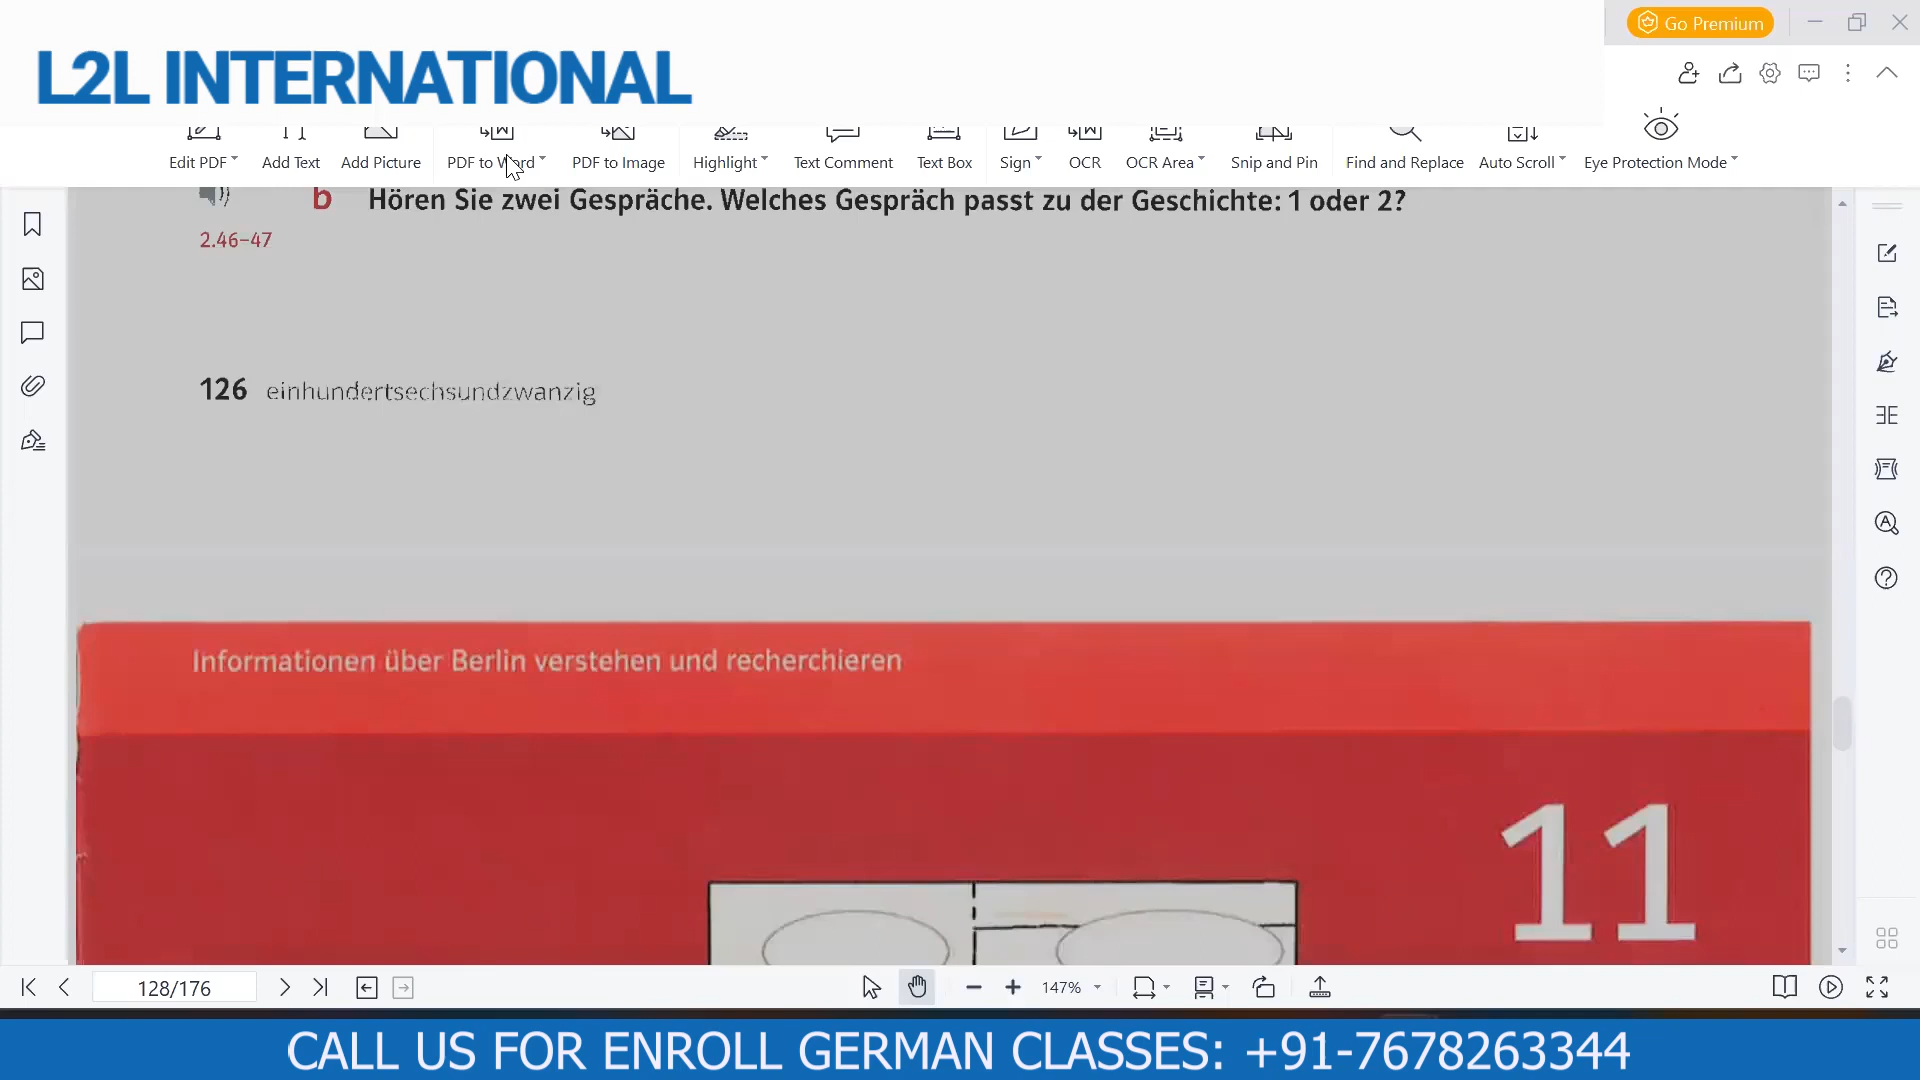 Go Premium
L2L INTERNATIONAL
Edit PDF Add Text Add Picture PDF to Word PDF to Image Highlight Text Comment Text Box Sign OCR OCR Area Snip and Pin Find and Replace Auto Scroll Eye Protection Mode
b Hören Sie zwei Gespräche. Welches Gespräch passt zu der Geschichte: 1 oder 2?
2.46–47
126 einhundertsechsundzwanzig
Informationen über Berlin verstehen und recherchieren
11
128/176
147%
CALL US FOR ENROLL GERMAN CLASSES: +91-7678263344